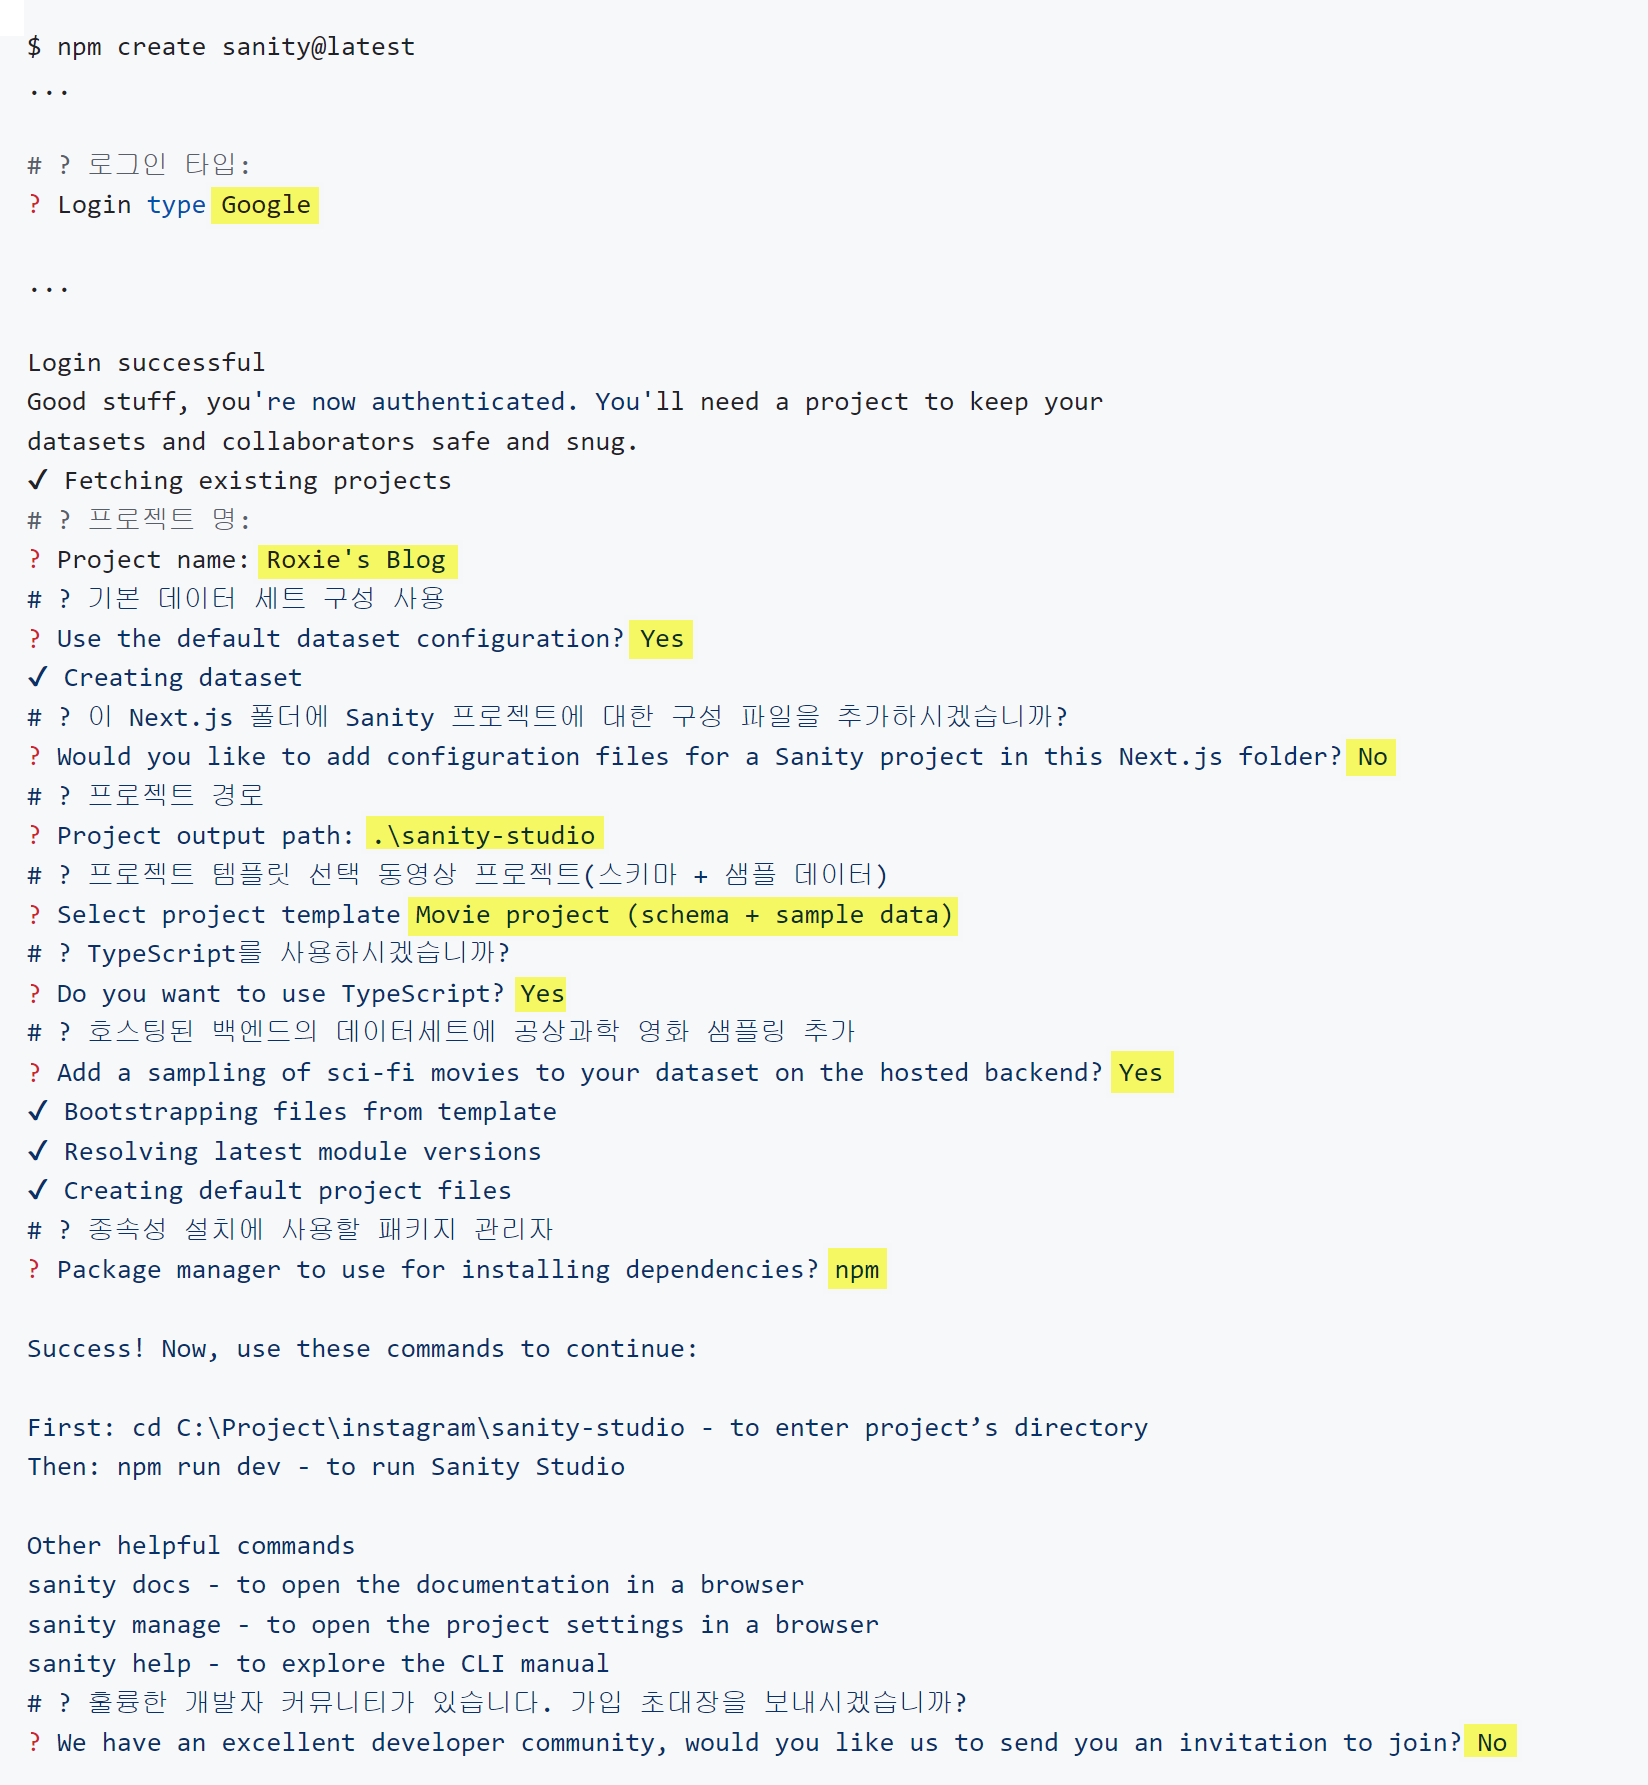 $ npm create sanity@latest
...
# ? 로그인 타입:
? Login type Google
...
Login successful
Good stuff, you're now authenticated. You'll need a project to keep your
datasets and collaborators safe and snug.
✓ Fetching existing projects
# ? 프로젝트 명:
? Project name: Roxie's Blog
# ? 기본 데이터 세트 구성 사용
? Use the default dataset configuration? Yes
✓ Creating dataset
# ? 이 Next.js 폴더에 Sanity 프로젝트에 대한 구성 파일을 추가하시겠습니까?
? Would you like to add configuration files for a Sanity project in this Next.js folder? No
# ? 프로젝트 경로
? Project output path: .\sanity-studio
# ? 프로젝트 템플릿 선택 동영상 프로젝트(스키마 + 샘플 데이터)
? Select project template Movie project (schema + sample data)
# ? TypeScript를 사용하시겠습니까?
? Do you want to use TypeScript? Yes
# ? 호스팅된 백엔드의 데이터세트에 공상과학 영화 샘플링 추가
? Add a sampling of sci-fi movies to your dataset on the hosted backend? Yes
✓ Bootstrapping files from template
✓ Resolving latest module versions
✓ Creating default project files
# ? 종속성 설치에 사용할 패키지 관리자
? Package manager to use for installing dependencies? npm
Success! Now, use these commands to continue:
First: cd C:\Project\instagram\sanity-studio - to enter project’s directory
Then: npm run dev - to run Sanity Studio
Other helpful commands
sanity docs - to open the documentation in a browser
sanity manage - to open the project settings in a browser
sanity help - to explore the CLI manual
# ? 훌륭한 개발자 커뮤니티가 있습니다. 가입 초대장을 보내시겠습니까?
? We have an excellent developer community, would you like us to send you an invitation to join? No